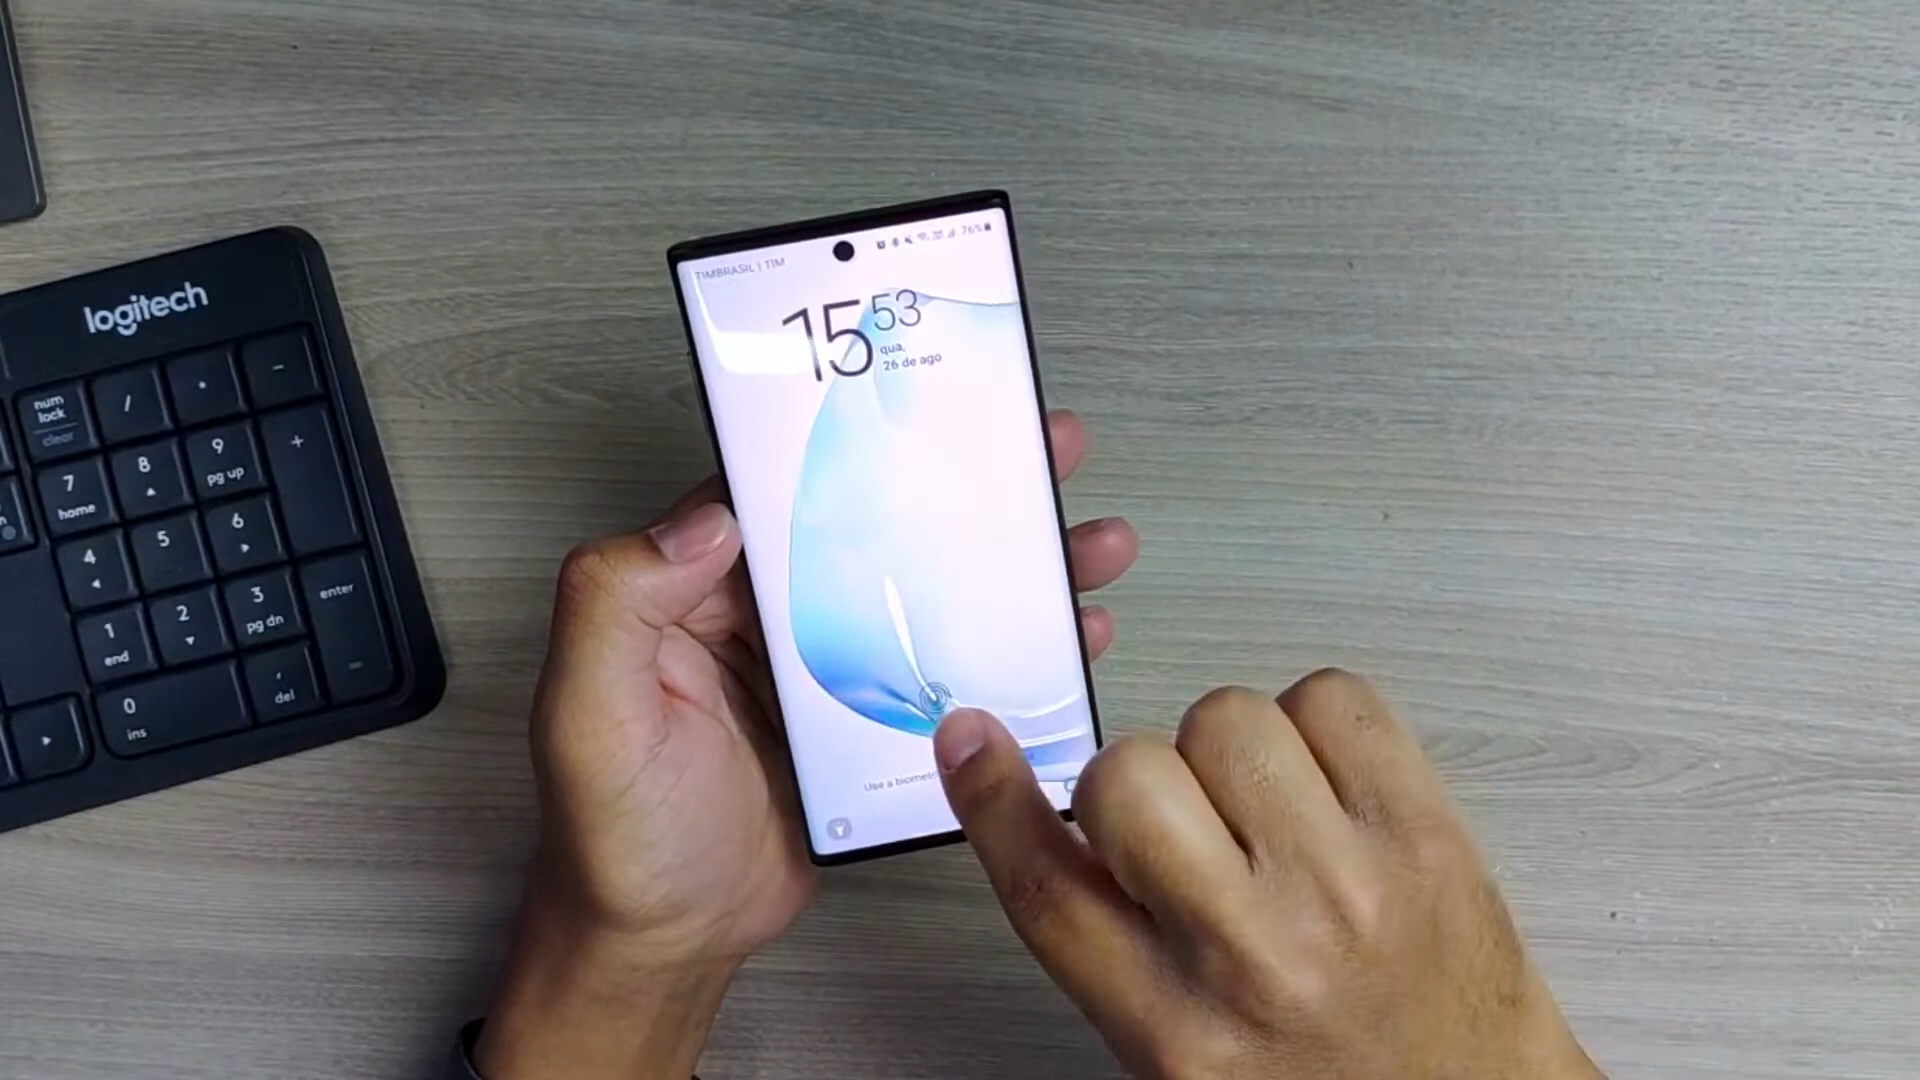 logitech
num
lock
clear
/
*
-
7
home
8
9
pg up
+
4
5
6
1
end
2
3
pg dn
enter
0
ins
,
del
TIMBRASIL | TIM
76%
15
53
qua,
26 de ago
Use a